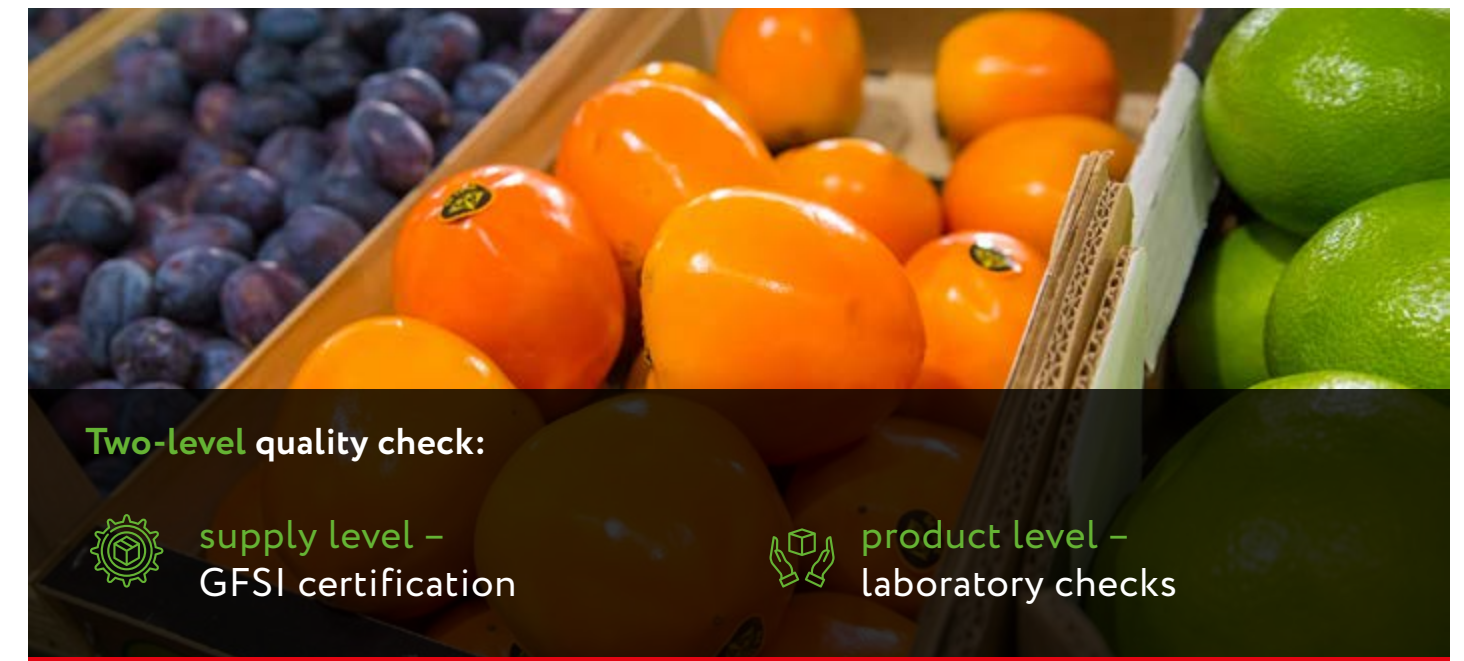 Two-level quality check:
supply level –
GFSI certification
product level –
laboratory checks